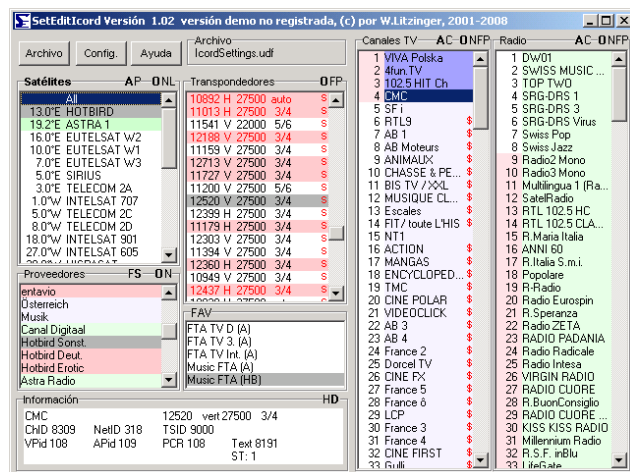 SetEditIcord Versión 1.02 versión demo no registrada, (c) por W.Litzinger, 2001-2008
Archivo
Config.
Ayuda
Archivo
IcordSettings.udf
Satélites AP ONL
All
13.0°E HOTBIRD
19.2°E ASTRA 1
16.0°E EUTELSAT W2
10.0°E EUTELSAT W1
7.0°E EUTELSAT W3
5.0°E SIRIUS
3.0°E TELECOM 2A
1.0°W INTELSAT 707
5.0°W TELECOM 2C
8.0°W TELECOM 2D
18.0°W INTELSAT 901
27.0°W INTELSAT 605
Transpondedores OFP
10892 H 27500 auto S
11013 H 27500 3/4 S
11541 V 22000 5/6 S
12188 V 27500 3/4 S
11159 V 27500 3/4 S
12713 V 27500 3/4 S
11727 V 27500 3/4 S
11200 V 27500 5/6 S
12520 V 27500 3/4 S
12399 H 27500 3/4 S
11179 H 27500 3/4 S
12303 V 27500 3/4 S
11394 V 27500 3/4 S
12360 H 27500 3/4 S
10949 V 27500 3/4 S
12437 H 27500 3/4 S
Proveedores FS ON
entavio
Österreich
Musik
Canal Digitaal
Hotbird Sonst.
Hotbird Deut.
Hotbird Erotic
Astra Radio
FAV
FTA TV D (A)
FTA TV 3. (A)
FTA TV Int. (A)
Music FTA (A)
Music FTA (HB)
Información HD
CMC 12520 vert 27500 3/4
ChID 8309 NetID 318 TSID 9000
VPid 108 APid 109 PCR 108 Text 8191
ST: 1
Canales TV AC ONFP
1 VIVA Polska
2 4fun.TV
3 102.5 HIT Ch
4 CMC
5 SF i
6 RTL9 $
7 AB 1 $
8 AB Moteurs $
9 ANIMAUX $
10 CHASSE & PE... $
11 BIS TV / XXL $
12 MUSIQUE CL... $
13 Escales $
14 FIT/ toute L'HIS $
15 NT1 $
16 ACTION $
17 MANGAS $
18 ENCYCLOPED... $
19 TMC $
20 CINE POLAR $
21 VIDEOCLICK $
22 AB 3 $
23 AB 4 $
24 France 2 $
25 Dorcel TV $
26 CINE FX $
27 France 5 $
28 France ô $
29 LCP $
30 France 3 $
31 France 4 $
32 CINE FIRST $
33 Gulli $
Radio AC ONFP
1 DW01
2 SWISS MUSIC ...
3 TOP TWO
4 SRG-DRS 1
5 SRG-DRS 3
6 SRG-DRS Virus
7 Swiss Pop
8 Swiss Jazz
9 Radio2 Mono
10 Radio3 Mono
11 Multilingua 1 (Ra...
12 SatelRadio
13 RTL 102.5 HC
14 RTL 102.5 CLA...
15 R.Maria Italia
16 ANNI 60
17 R.Italia S.m.i.
18 Popolare
19 R-Radio
20 Radio Eurospin
21 R.Speranza
22 Radio ZETA
23 RADIO PADANIA
24 Radio Radicale
25 Radio Intesa
26 VIRGIN RADIO
27 RADIO CUORE ...
28 R.BuonConsiglio
29 RADIO CUORE ...
30 KISS KISS RADIO
31 Millennium Radio
32 R.S.F. inBlu
33 LifeGate